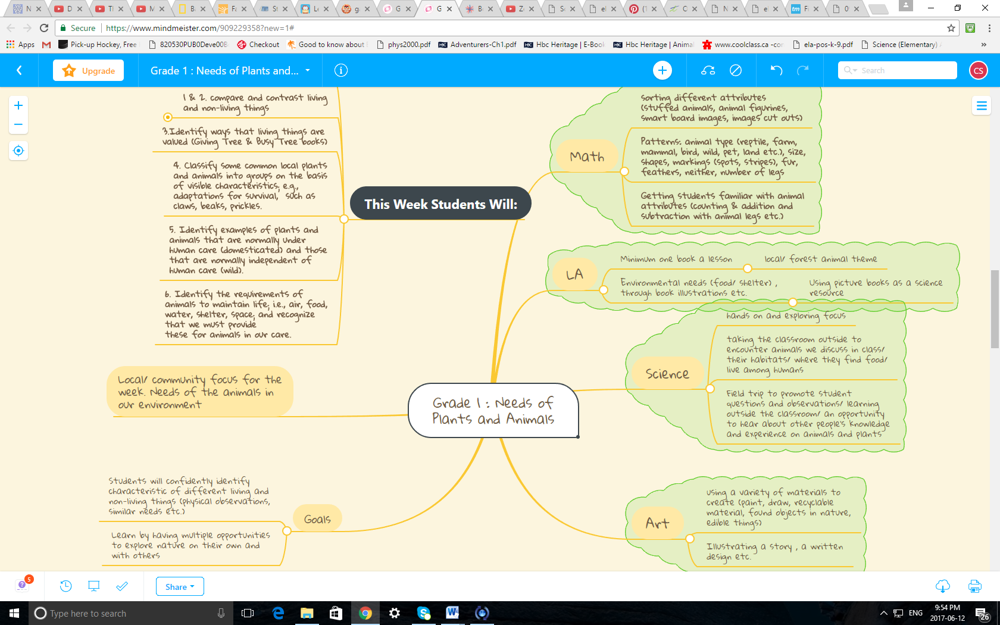 N
D
T
M
B
Fa
St
Le
g
G
G
B
Z
S
el
(1
C
N
el
Fi
0
Secure
https://www.mindmeister.com/909229358?new=1#
Apps
Pick-up Hockey, Free
820530PUB0Deve00B
Checkout
Good to know about
phys2000.pdf
HBC Adventurers-Ch1.pdf
HBC Hbc Heritage | E-Book
HBC Hbc Heritage | Anima
www.coolclass.ca -co
ela-pos-k-9.pdf
Science (Elementary)
»
Upgrade
Grade 1 : Needs of Plants and...
Search
CS
1 & 2. compare and contrast living
and non-living things
3.Identify ways that living things are
valued (Giving Tree & Busy Tree books)
4. Classify some common local plants
and animals into groups on the basis
of visible characteristics; e.g.,
adaptations for survival, such as
claws, beaks, prickles.
5. Identify examples of plants and
animals that are normally under
human care (domesticated) and those
that are normally independent of
human care (wild).
6. Identify the requirements of
animals to maintain life; i.e., air, food,
water, shelter, space; and recognize
that we must provide
these for animals in our care.
This Week Students Will:
Math
sorting different attributes
(stuffed animals, animal figurines,
smart board images, images cut outs)
Patterns: animal type (reptile, farm,
mammal, bird, wild, pet, land etc.), size,
shapes, markings (spots, stripes), fur,
feathers, neither, number of legs
Getting students familiar with animal
attributes (counting & addition and
subtraction with animal legs etc.)
LA
Minimum one book a lesson
local/ forest animal theme
Environmental needs (food/ shelter) ,
through book illustrations etc.
Using picture books as a science
resource
Science
hands on and exploring focus
taking the classroom outside to
encounter animals we discuss in class/
their habitats/ where they find food/
live among humans
Field trip to promote student
questions and observations/ learning
outside the classroom/ an opportunity
to hear about other people's knowledge
and experience on animals and plants
Local/ community focus for the
week. Needs of the animals in
our environment
Grade 1 : Needs of
Plants and Animals
Students will confidently identify
characteristic of different living and
non-living things (physical observations,
similar needs etc.)
Goals
Learn by having multiple opportunities
to explore nature on their own and
with others
Art
using a variety of materials to
create (paint, draw, recyclable
material, found objects in nature,
edible things)
Illustrating a story , a written
design etc.
5
Share
Type here to search
ENG
9:54 PM
2017-06-12
26